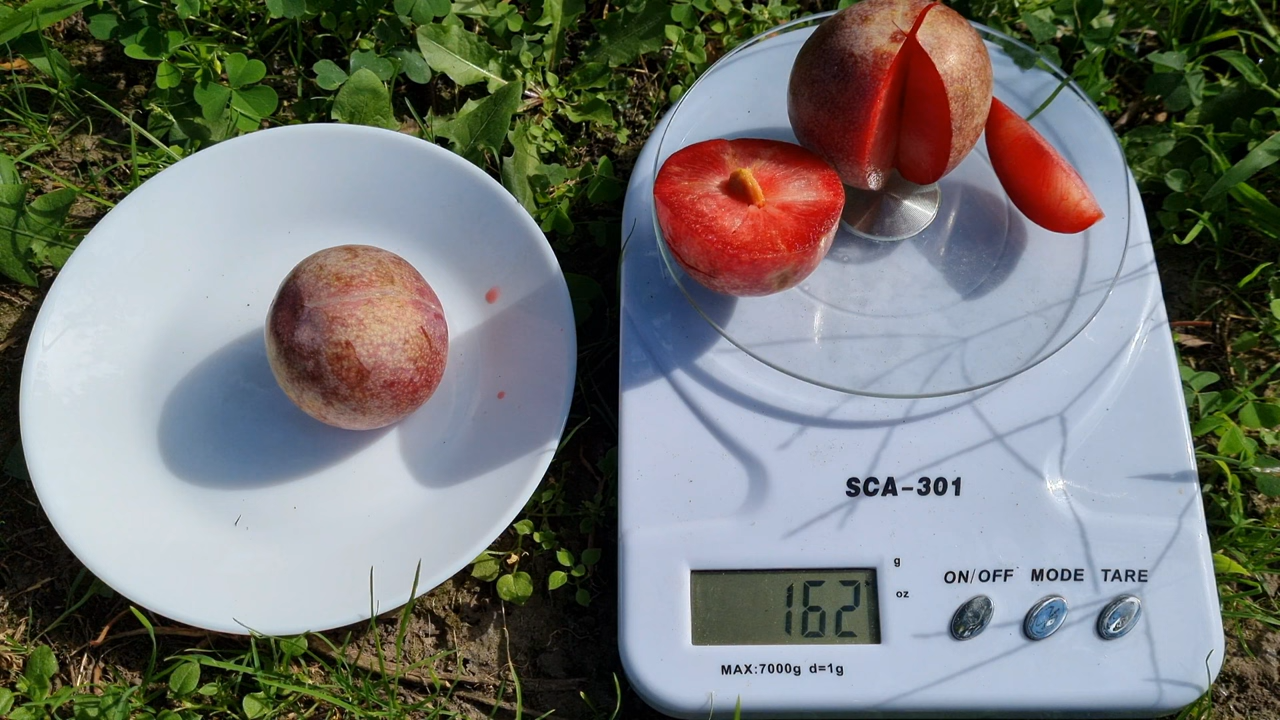 SCA-301
162
g
oz
ON/OFF MODE TARE
MAX:7000g d=1g